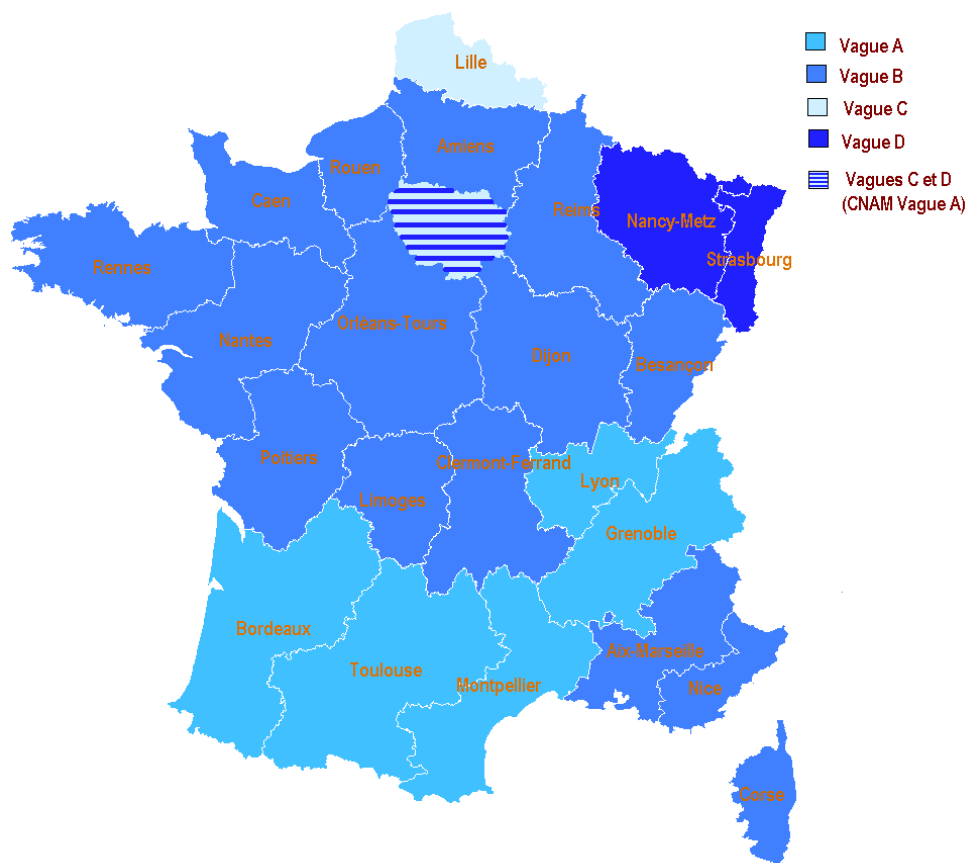 Lille
Vague A
Vague B
Vague C
Vague D
Vagues C et D
(CNAM Vague A)
Amiens
Rouen
Caen
Reims
Nancy-Metz
Strasbourg
Rennes
Orléans-Tours
Nantes
Dijon
Besançon
Poitiers
Clermont-Ferrand
Limoges
Lyon
Grenoble
Bordeaux
Toulouse
Montpellier
Aix-Marseille
Nice
Corse